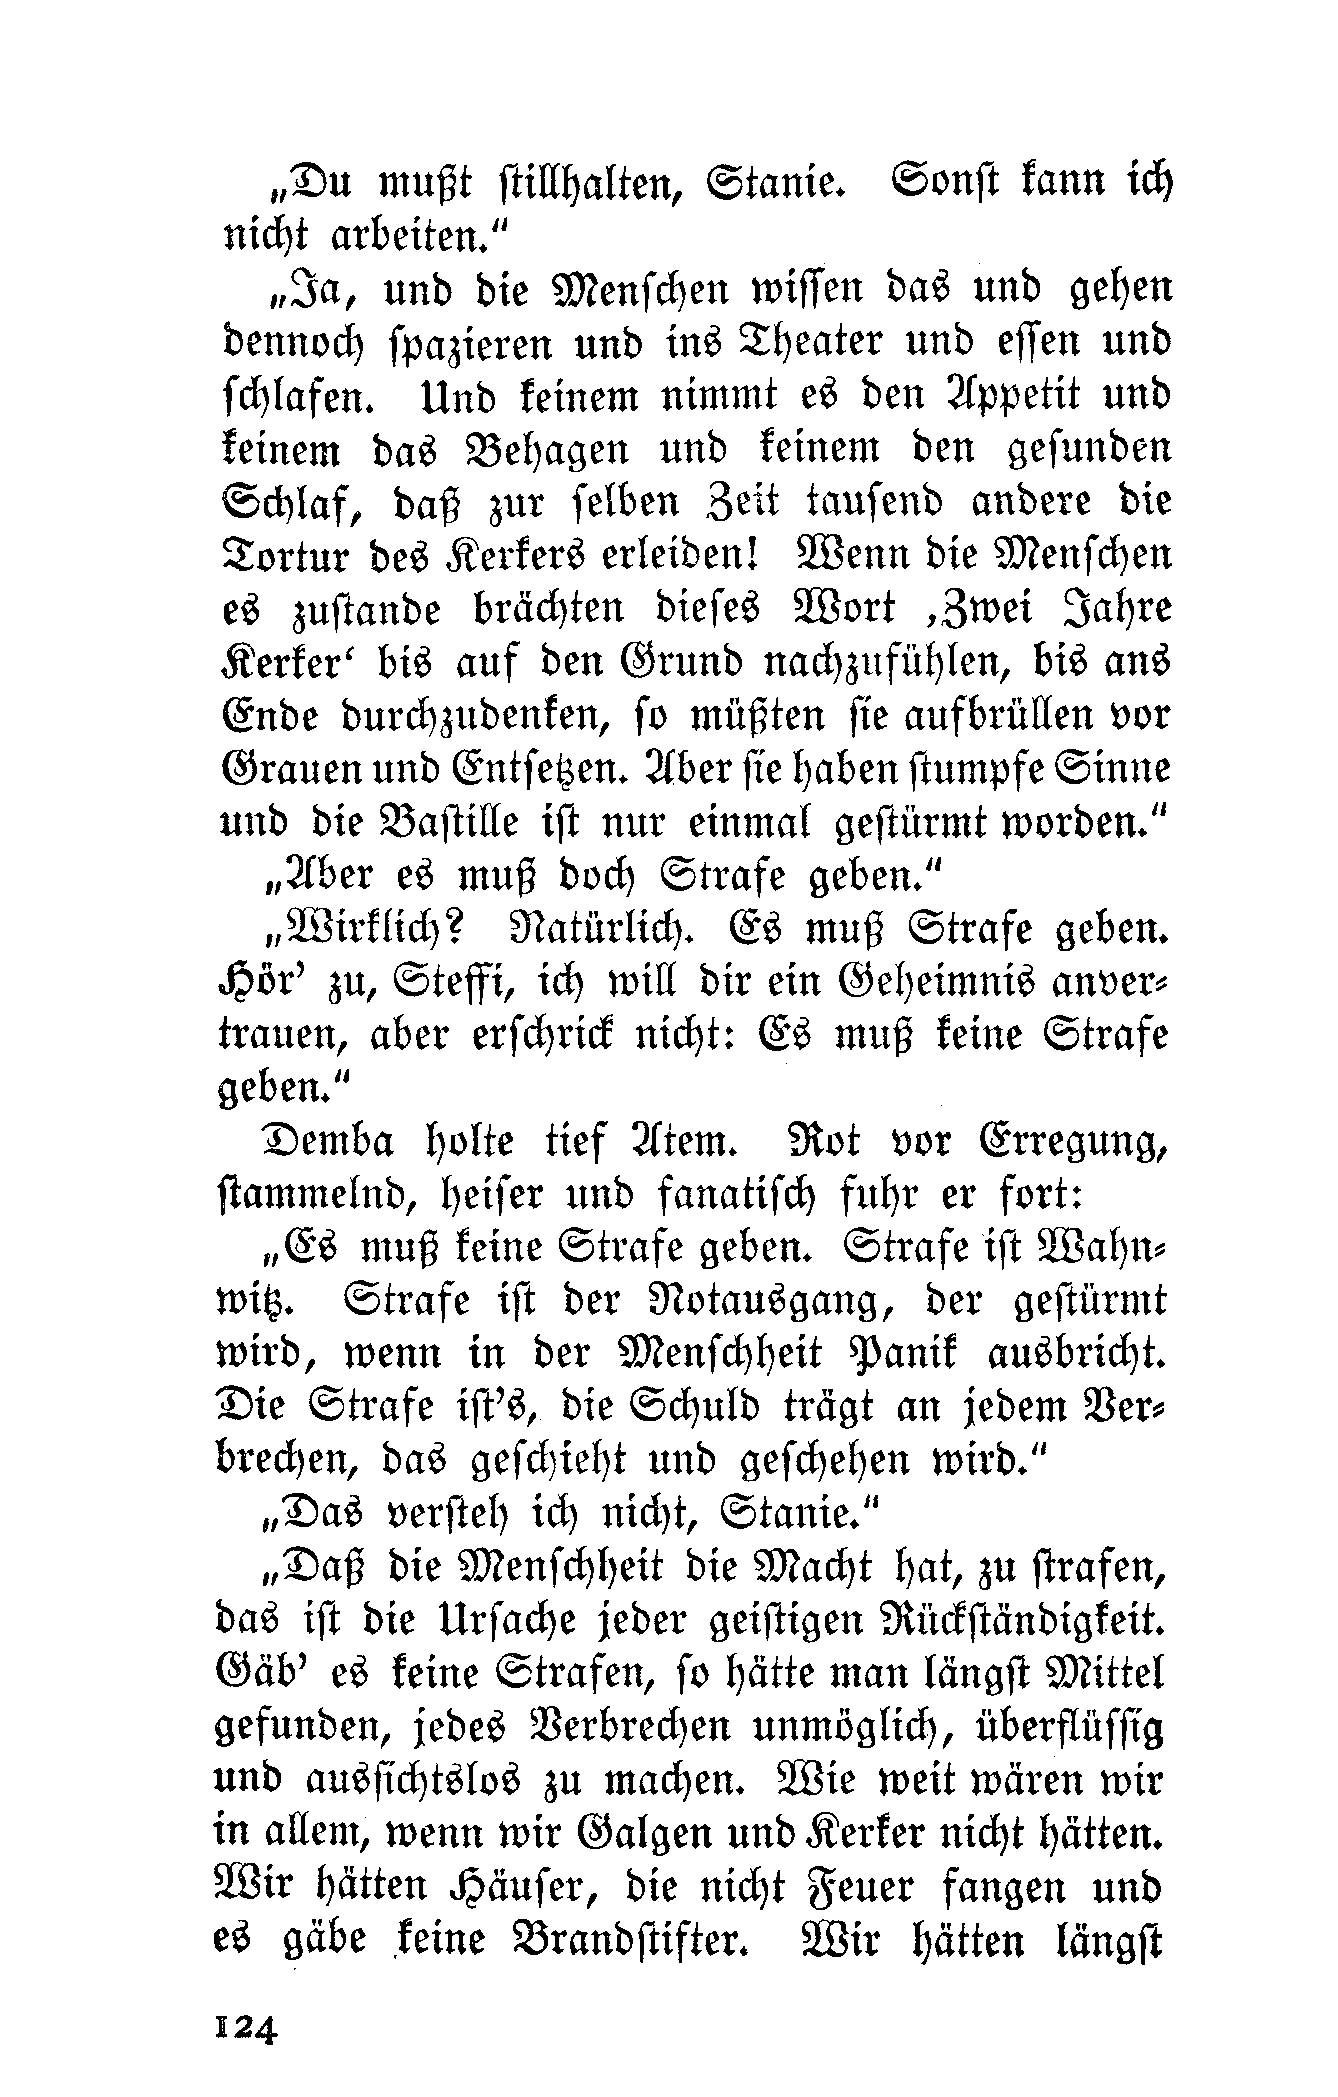 „Du mußt stillhalten, Stanie. Sonst kann ich
nicht arbeiten.“
„Ja, und die Menschen wissen das und gehen
dennoch spazieren und ins Theater und essen und
schlafen. Und keinem nimmt es den Appetit und
keinem das Behagen und keinem den gesunden
Schlaf, daß zur selben Zeit tausend andere die
Tortur des Kerkers erleiden! Wenn die Menschen
es zustande brächten dieses Wort ‚Zwei Jahre
Kerker‘ bis auf den Grund nachzufühlen, bis ans
Ende durchzudenken, so müßten sie aufbrüllen vor
Grauen und Entsetzen. Aber sie haben stumpfe Sinne
und die Bastille ist nur einmal gestürmt worden.“
„Aber es muß doch Strafe geben.“
„Wirklich? Natürlich. Es muß Strafe geben.
Hör’ zu, Steffi, ich will dir ein Geheimnis anver-
trauen, aber erschrick nicht: Es muß keine Strafe
geben.“
Demba holte tief Atem. Rot vor Erregung,
stammelnd, heiser und fanatisch fuhr er fort:
„Es muß keine Strafe geben. Strafe ist Wahn-
witz. Strafe ist der Notausgang, der gestürmt
wird, wenn in der Menschheit Panik ausbricht.
Die Strafe ist’s, die Schuld trägt an jedem Ver-
brechen, das geschieht und geschehen wird.“
„Das versteh ich nicht, Stanie.“
„Daß die Menschheit die Macht hat, zu strafen,
das ist die Ursache jeder geistigen Rückständigkeit.
Gäb’ es keine Strafen, so hätte man längst Mittel
gefunden, jedes Verbrechen unmöglich, überflüssig
und aussichtslos zu machen. Wie weit wären wir
in allem, wenn wir Galgen und Kerker nicht hätten.
Wir hätten Häuser, die nicht Feuer fangen und
es gäbe keine Brandstifter. Wir hätten längst
124